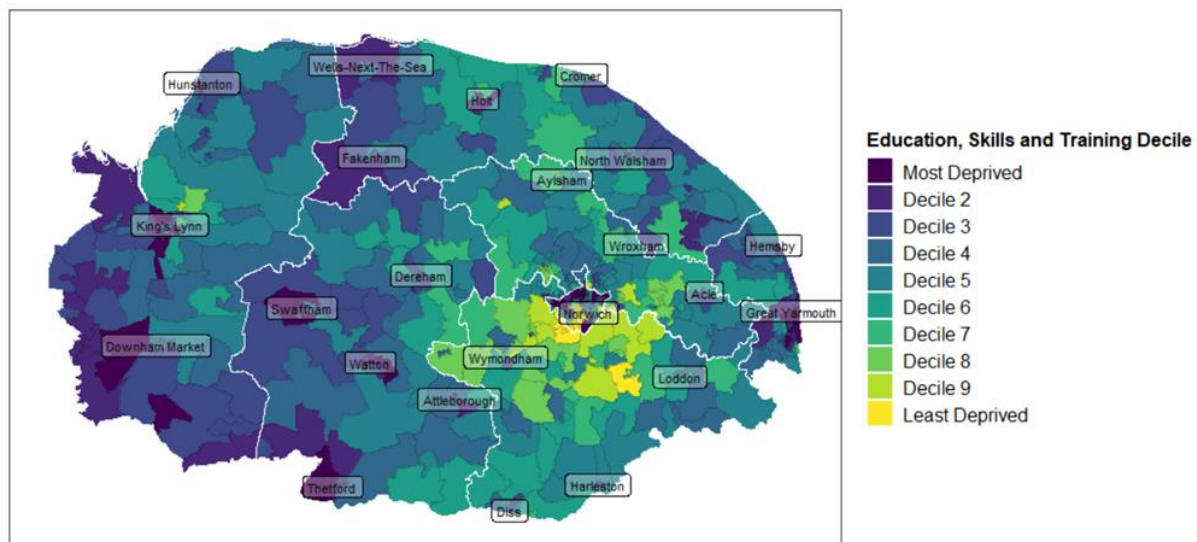 Wells-Next-The-Sea
Hunstanton
Cromer
Holt
Fakenham
North Walsham
Aylsham
King's Lynn
Wroxham
Hemsby
Dereham
Acle
Swaffham
Norwich
Great Yarmouth
Downham Market
Wymondham
Watton
Loddon
Attleborough
Thetford
Harleston
Diss
Education, Skills and Training Decile
Most Deprived
Decile 2
Decile 3
Decile 4
Decile 5
Decile 6
Decile 7
Decile 8
Decile 9
Least Deprived